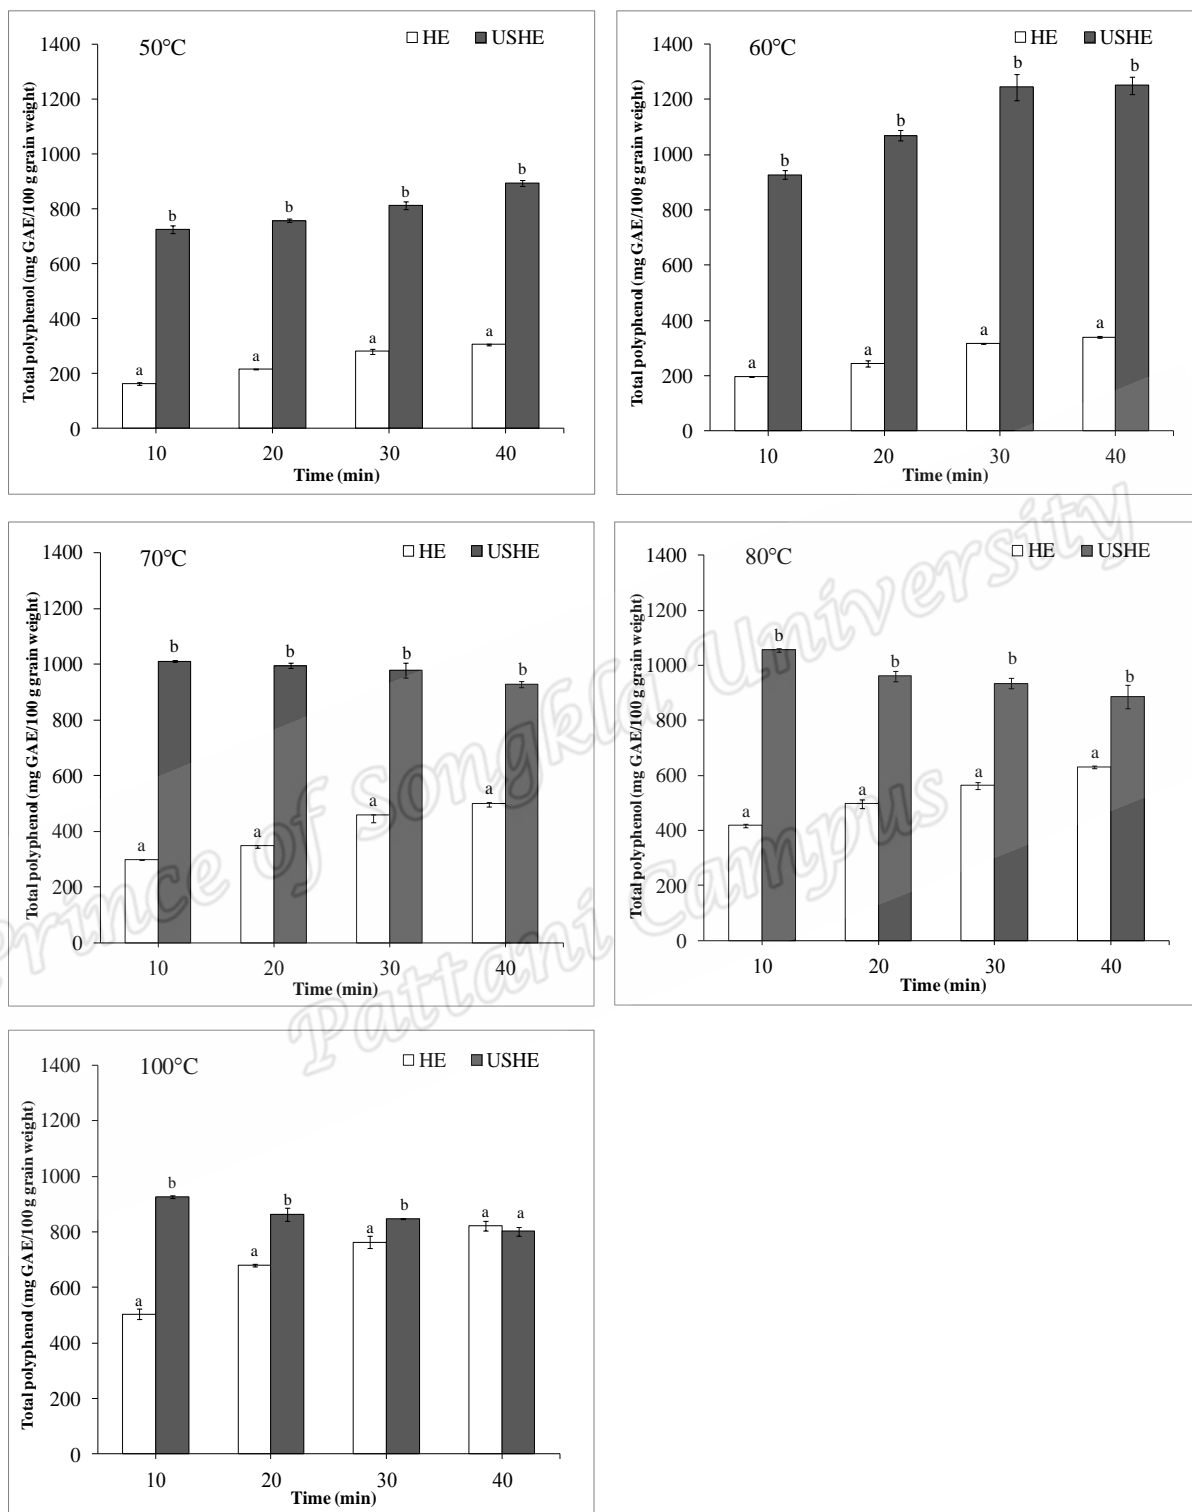 50°C
HE USHE
Total polyphenol (mg GAE/100 g grain weight)
1400
1200
1000
800
600
400
200
0
a b a b a b a b
10 20 30 40
Time (min)
60°C
HE USHE
Total polyphenol (mg GAE/100 g grain weight)
1400
1200
1000
800
600
400
200
0
a b a b a b a b
10 20 30 40
Time (min)
70°C
HE USHE
Total polyphenol (mg GAE/100 g grain weight)
1400
1200
1000
800
600
400
200
0
a b a b a b a b
10 20 30 40
Time (min)
80°C
HE USHE
Total polyphenol (mg GAE/100 g grain weight)
1400
1200
1000
800
600
400
200
0
a b a b a b a b
10 20 30 40
Time (min)
100°C
HE USHE
Total polyphenol (mg GAE/100 g grain weight)
1400
1200
1000
800
600
400
200
0
a b a b a b a a
10 20 30 40
Time (min)
Prince of Songkla University
Pattani Campus